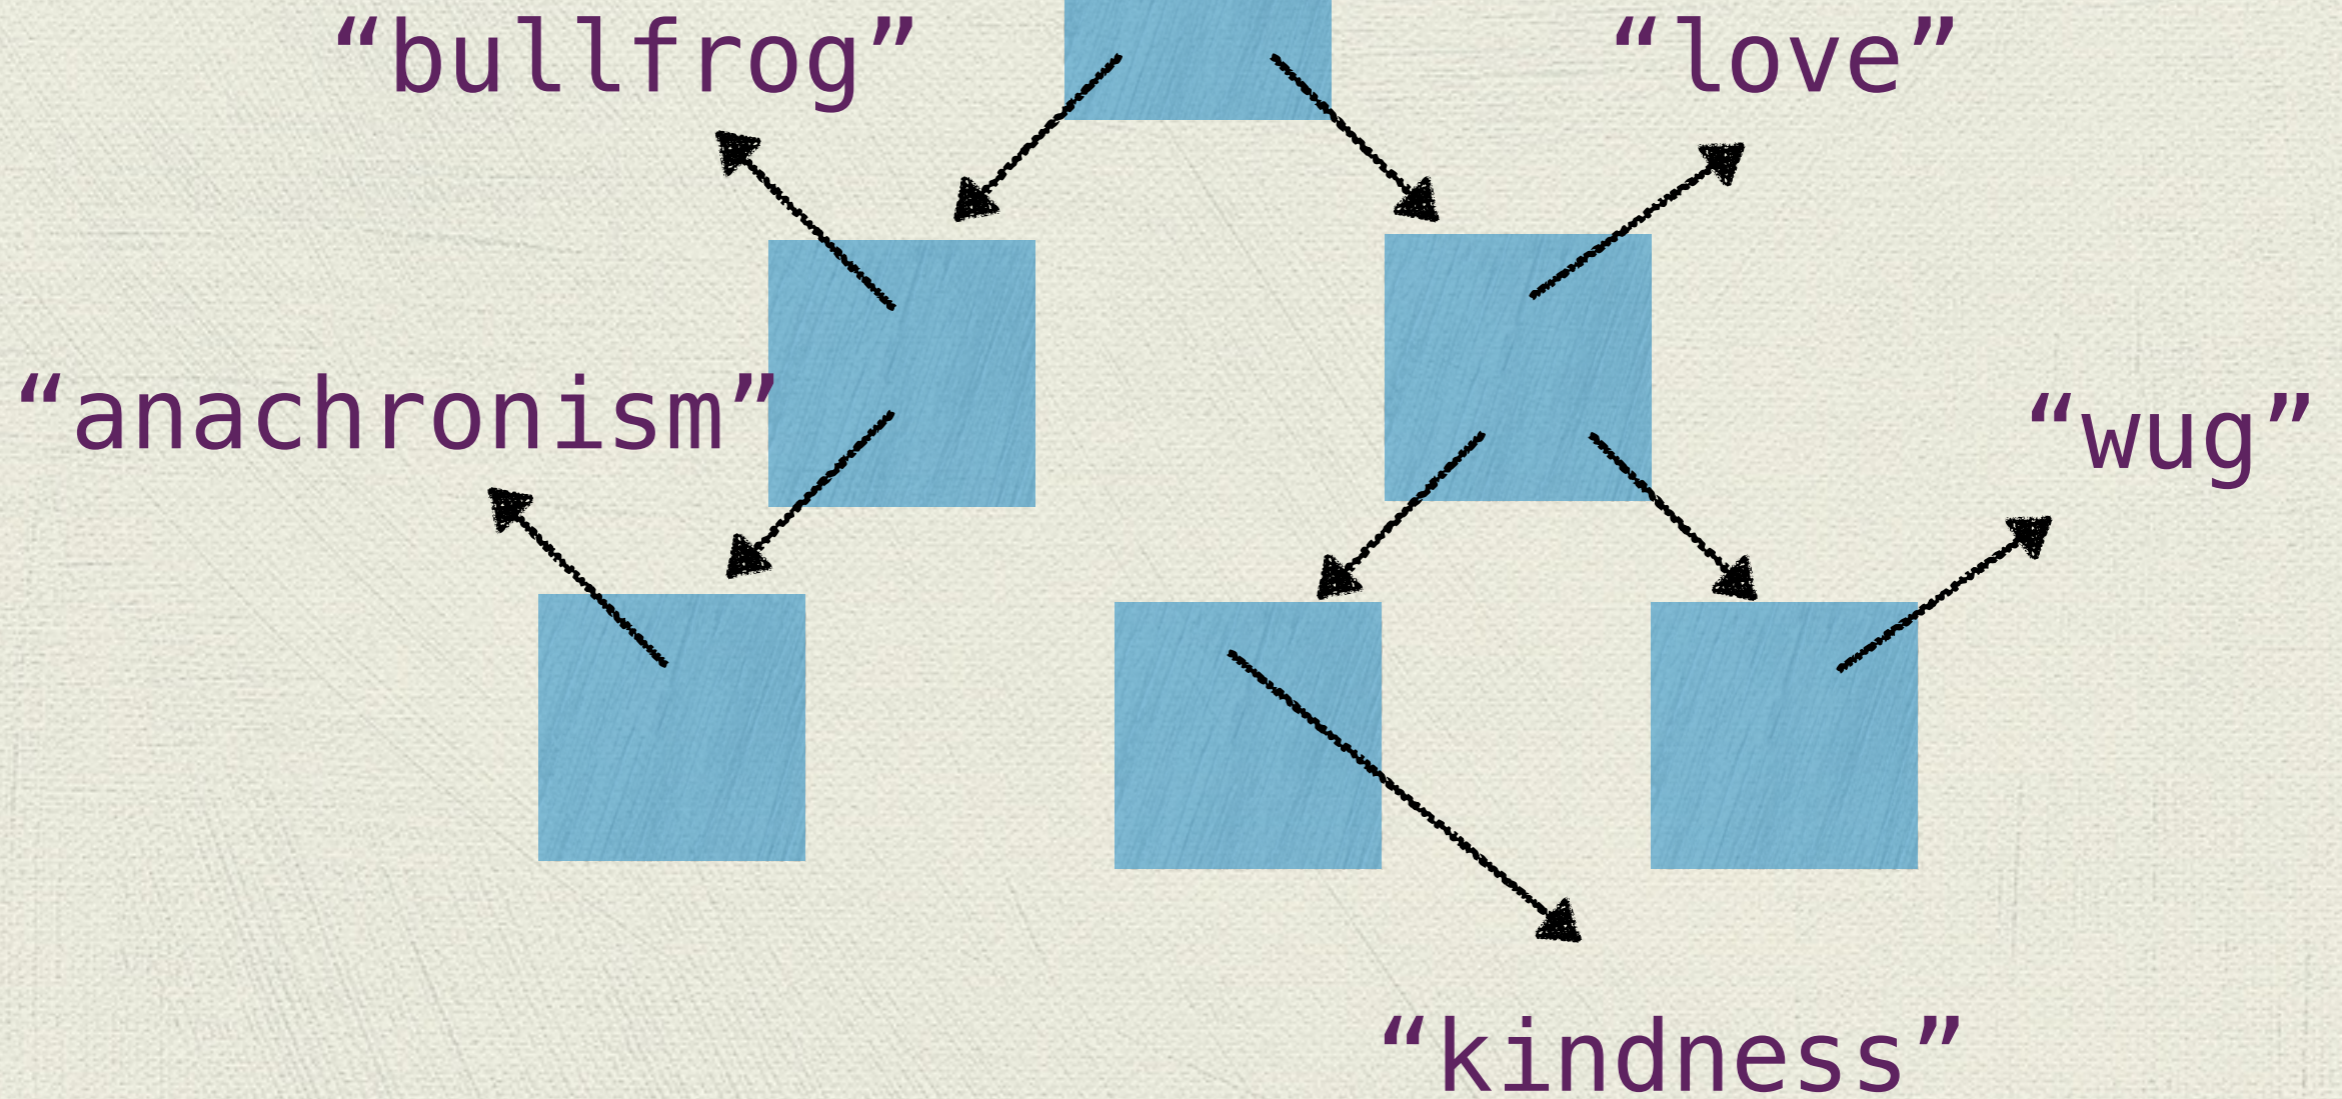 “bullfrog”
“love”
“anachronism”
“wug”
“kindness”